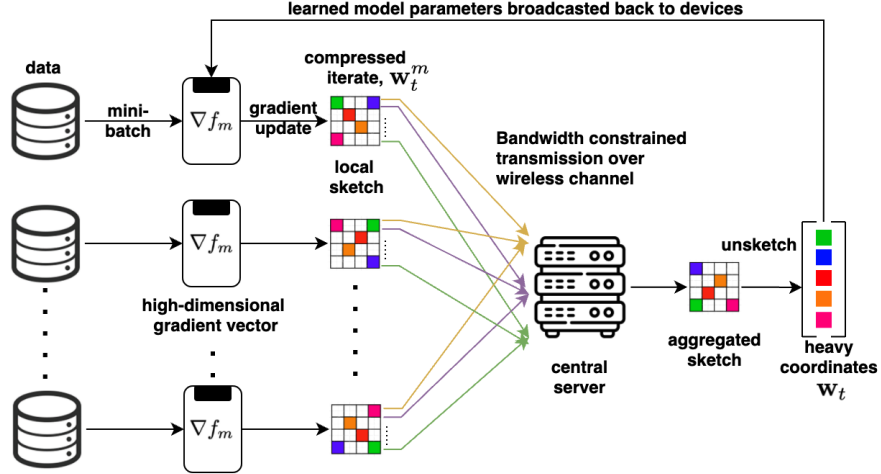 learned model parameters broadcasted back to devices
data
compressed
iterate, w_t^m
mini-
batch
∇f_m
gradient
update
Bandwidth constrained
transmission over
wireless channel
local
sketch
∇f_m
unsketch
high-dimensional
gradient vector
aggregated
sketch
heavy
coordinates
w_t
central
server
∇f_m